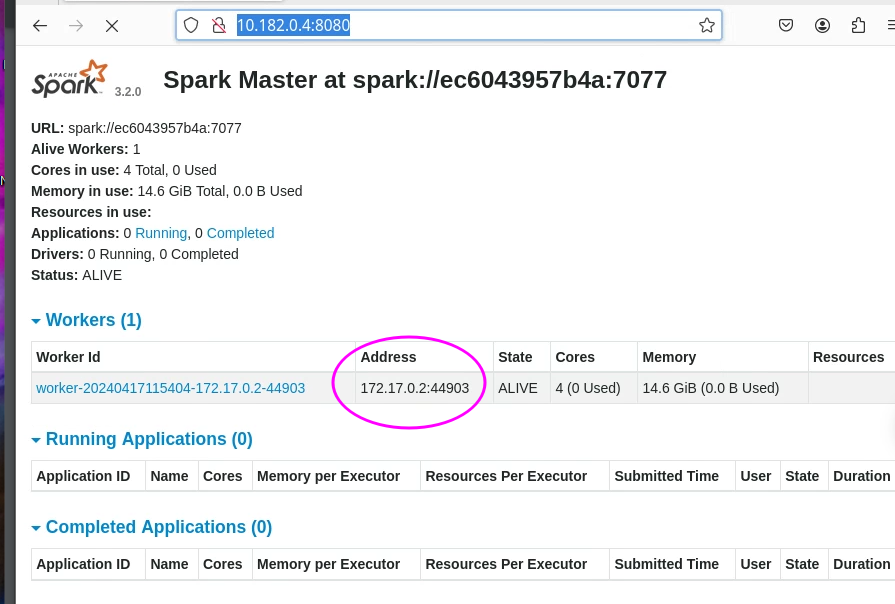 10.182.0.4:8080
APACHE
Spark 3.2.0
Spark Master at spark://ec6043957b4a:7077
URL: spark://ec6043957b4a:7077
Alive Workers: 1
Cores in use: 4 Total, 0 Used
Memory in use: 14.6 GiB Total, 0.0 B Used
Resources in use:
Applications: 0 Running, 0 Completed
Drivers: 0 Running, 0 Completed
Status: ALIVE
Workers (1)
Worker Id Address State Cores Memory Resources
worker-20240417115404-172.17.0.2-44903 172.17.0.2:44903 ALIVE 4 (0 Used) 14.6 GiB (0.0 B Used)
Running Applications (0)
Application ID Name Cores Memory per Executor Resources Per Executor Submitted Time User State Duration
Completed Applications (0)
Application ID Name Cores Memory per Executor Resources Per Executor Submitted Time User State Duration